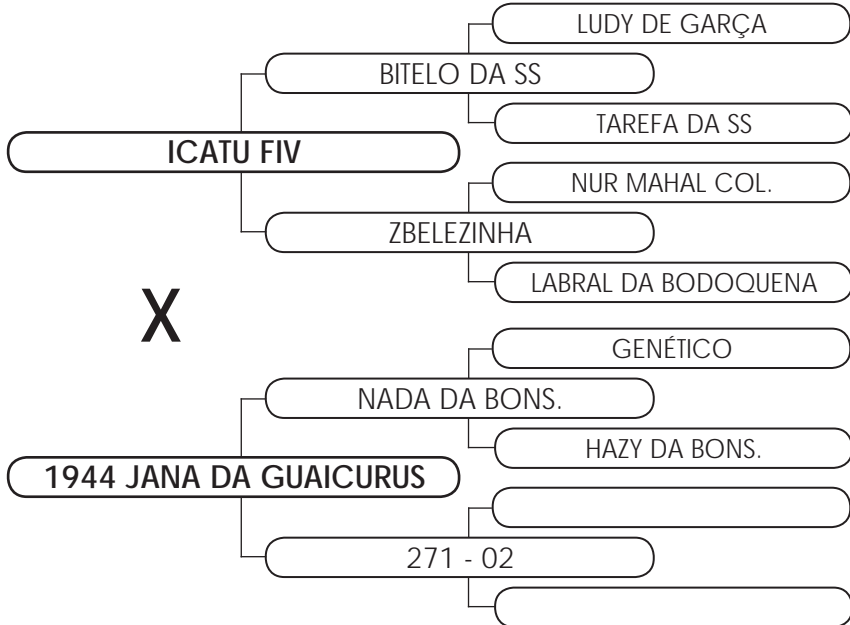 LUDY DE GARÇA
BITELO DA SS
TAREFA DA SS
ICATU FIV
NUR MAHAL COL.
ZBELEZINHA
LABRAL DA BODOQUENA
X
GENÉTICO
NADA DA BONS.
HAZY DA BONS.
1944 JANA DA GUAICURUS
271 - 02